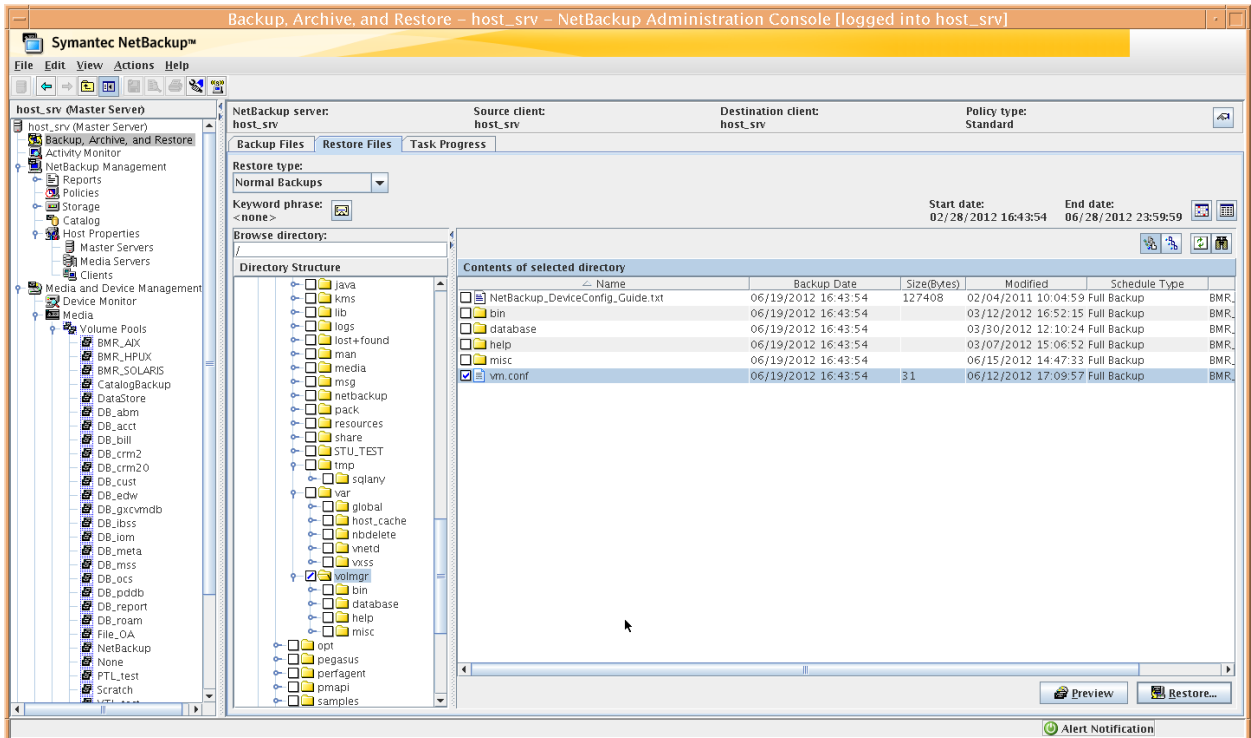 Backup, Archive, and Restore – host_srv – NetBackup Administration Console [logged into host_srv]
Symantec NetBackup™
File Edit View Actions Help
host_srv (Master Server)
host_srv (Master Server)
Backup, Archive, and Restore
Activity Monitor
NetBackup Management
Reports
Policies
Storage
Catalog
Host Properties
Master Servers
Media Servers
Clients
Media and Device Management
Device Monitor
Media
Volume Pools
BMR_AIX
BMR_HPUX
BMR_SOLARIS
CatalogBackup
DataStore
DB_abm
DB_acct
DB_bill
DB_crm2
DB_crm20
DB_cust
DB_edw
DB_gxcvmdb
DB_ibss
DB_iom
DB_meta
DB_mss
DB_ocs
DB_pddb
DB_report
DB_roam
File_OA
NetBackup
None
PTL_test
Scratch
NetBackup server: Source client: Destination client: Policy type:
host_srv host_srv host_srv Standard
Backup Files Restore Files Task Progress
Restore type:
Normal Backups
Keyword phrase:
<none>
Start date: End date:
02/28/2012 16:43:54 06/28/2012 23:59:59
Browse directory:
/
Directory Structure
java
kms
lib
logs
lost+found
man
media
msg
netbackup
pack
resources
share
STU_TEST
tmp
sqlany
var
global
host_cache
nbdelete
vnetd
vxss
volmgr
bin
database
help
misc
opt
pegasus
perfagent
pmapi
samples
Contents of selected directory
Name Backup Date Size(Bytes) Modified Schedule Type
NetBackup_DeviceConfig_Guide.txt 06/19/2012 16:43:54 127408 02/04/2011 10:04:59 Full Backup BMR_
bin 06/19/2012 16:43:54 03/12/2012 16:52:15 Full Backup BMR_
database 06/19/2012 16:43:54 03/30/2012 12:10:24 Full Backup BMR_
help 06/19/2012 16:43:54 03/07/2012 15:06:52 Full Backup BMR_
misc 06/19/2012 16:43:54 06/15/2012 14:47:33 Full Backup BMR_
vm.conf 06/19/2012 16:43:54 31 06/12/2012 17:09:57 Full Backup BMR_
Preview Restore...
Alert Notification